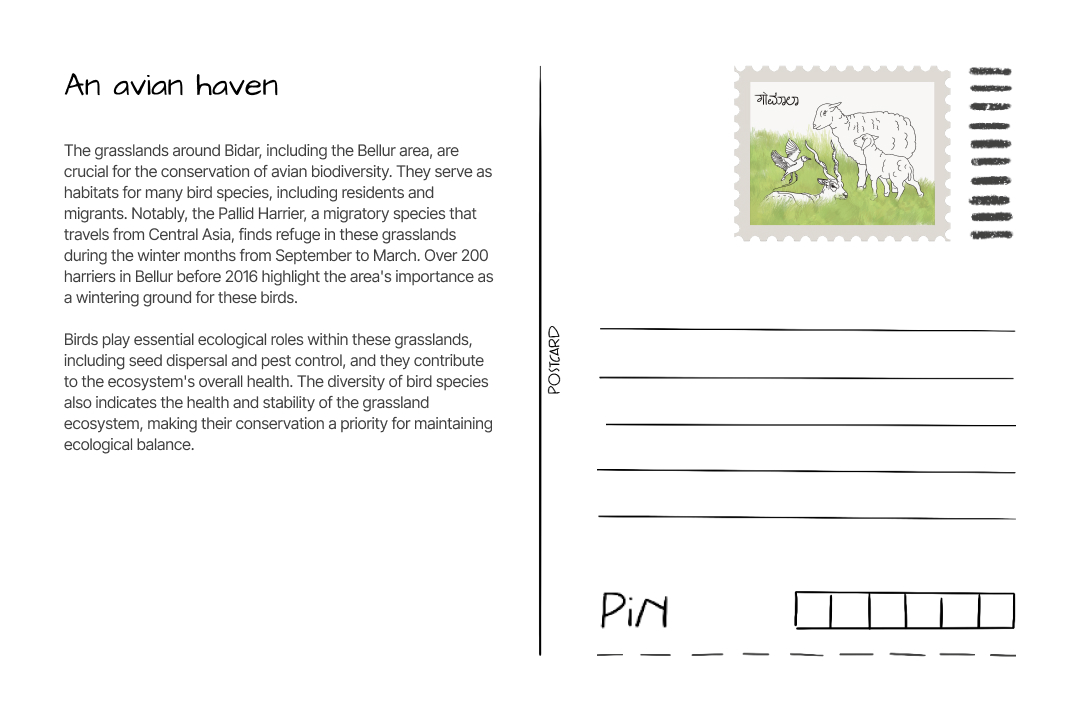 An avian haven
The grasslands around Bidar, including the Bellur area, are
crucial for the conservation of avian biodiversity. They serve as
habitats for many bird species, including residents and
migrants. Notably, the Pallid Harrier, a migratory species that
travels from Central Asia, finds refuge in these grasslands
during the winter months from September to March. Over 200
harriers in Bellur before 2016 highlight the area's importance as
a wintering ground for these birds.
Birds play essential ecological roles within these grasslands,
including seed dispersal and pest control, and they contribute
to the ecosystem's overall health. The diversity of bird species
also indicates the health and stability of the grassland
ecosystem, making their conservation a priority for maintaining
ecological balance.
POSTCARD
ಗೋಮಾಲಾ
PiN